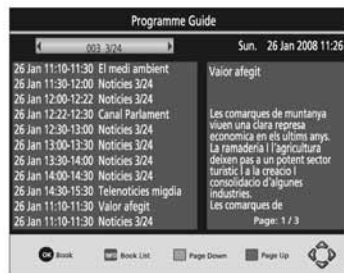 Programme Guide
003 3/24
Sun. 26 Jan 2008 11:26
26 Jan 11:10-11:30 El medi ambient
26 Jan 11:30-12:00 Noticies 3/24
26 Jan 12:00-12:22 Noticies 3/24
26 Jan 12:22-12:30 Canal Parlament
26 Jan 12:30-13:00 Noticies 3/24
26 Jan 13:00-13:30 Noticies 3/24
26 Jan 13:30-14:00 Noticies 3/24
26 Jan 14:00-14:30 Noticies 3/24
26 Jan 14:30-15:30 Telenoticies migdia
26 Jan 11:10-11:30 Valor afegit
26 Jan 11:10-11:30 Noticies 3/24
Vaior afegit
Les comarques de muntanya
viuen una clara represa
economica en els ultims anys.
La ramaderia l l'agricultura
deixen pas a un potent sector
turistic l a la creacio l
consolidacio d'algunes
industries.
Les comarques de
Page: 1 / 3
OK Book
Book List
Page Down
Page Up